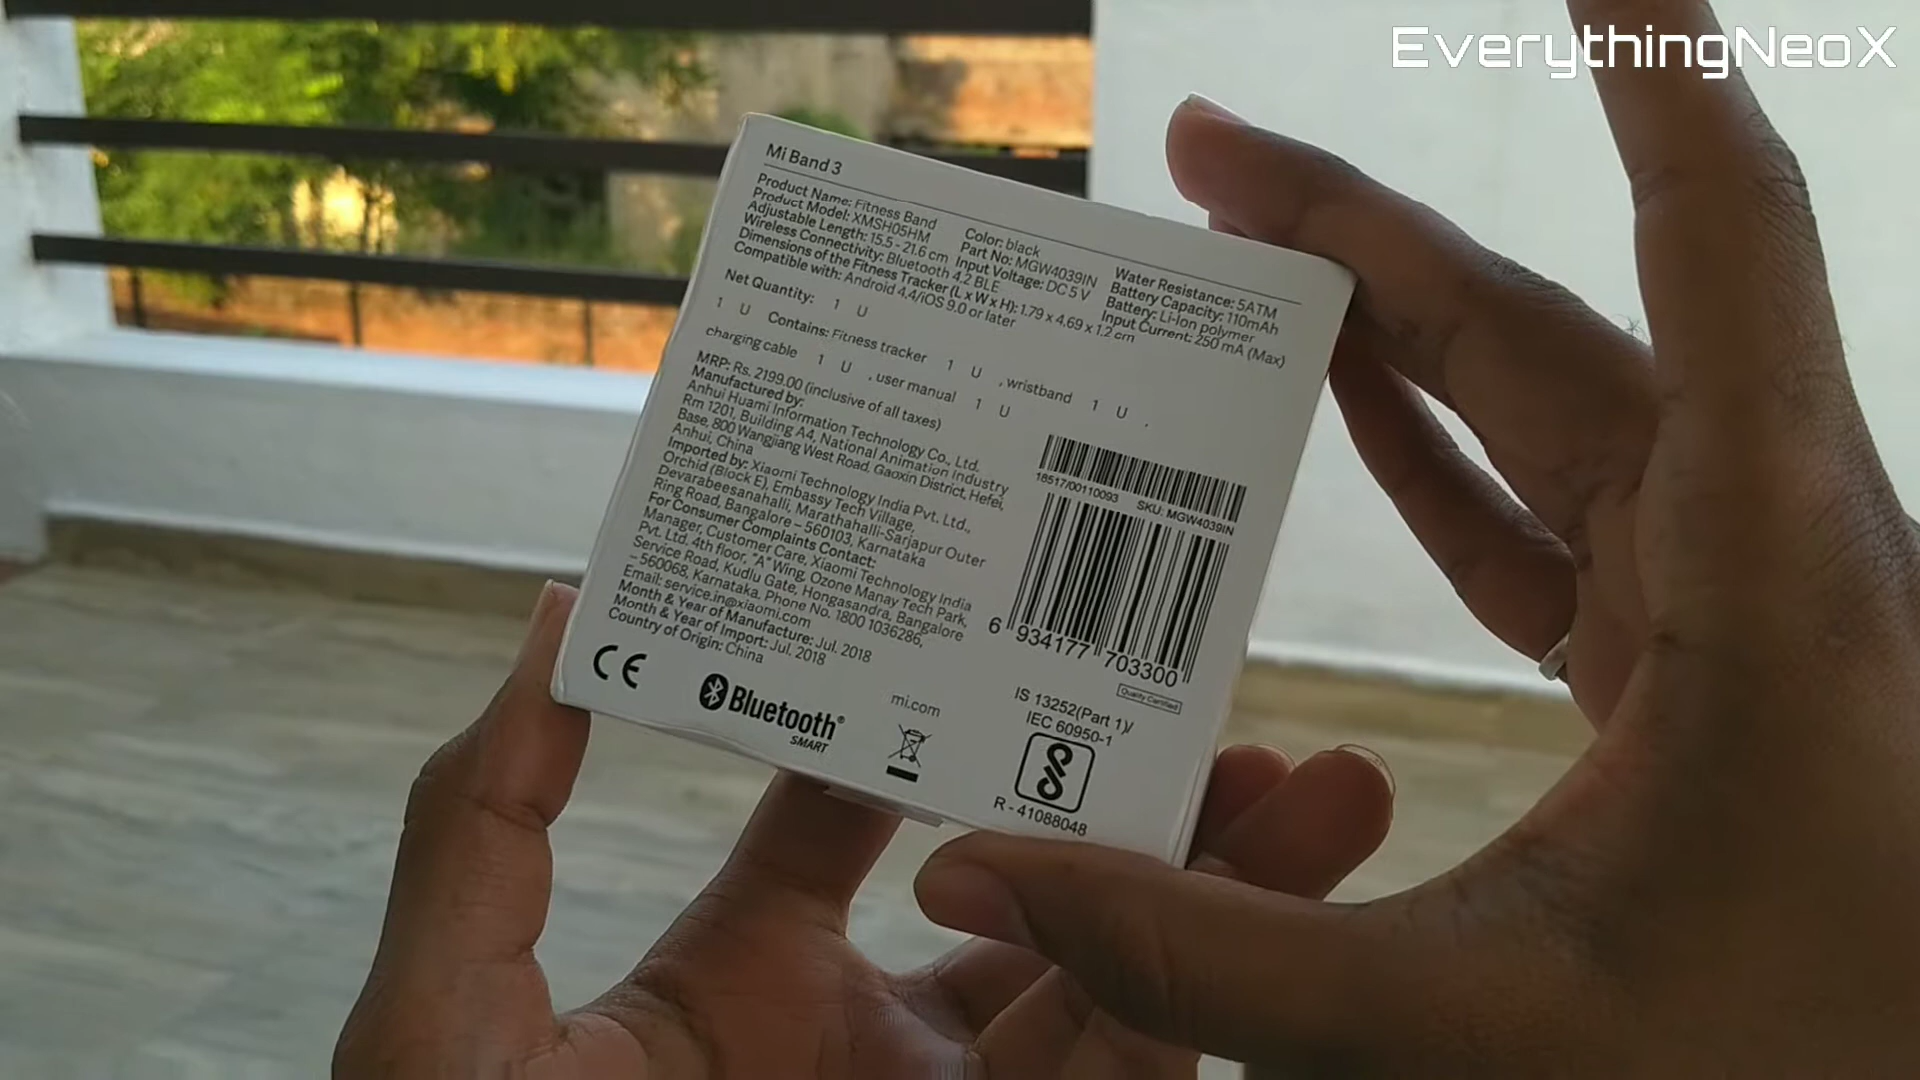 EverythingNeoX
Mi Band 3
Product Name: Fitness Band
Product Model: XMSH05HM
Adjustable Length: 15.5 - 21.6 cm
Wireless Connectivity: Bluetooth 4.2 BLE
Dimensions of the Fitness Tracker (L x W x H): 1.79 x 4.69 x 1.2 cm
Compatible with: Android 4.4/iOS 9.0 or later
Color: black
Part No: MGW4039IN
Input Voltage: DC 5 V
Water Resistance: 5ATM
Battery Capacity: 110mAh
Battery: Li-Ion polymer
Input Current: 250 mA (Max)
Net Quantity: 1 U
1 U Contains: Fitness tracker 1 U , wristband 1 U .
charging cable 1 U , user manual 1 U
MRP: Rs. 2199.00 (inclusive of all taxes)
Manufactured by:
Anhui Huami Information Technology Co., Ltd.
Rm 1201, Building A4, National Animation Industry
Base, 800 Wangjiang West Road, Gaoxin District, Hefei,
Anhui, China
Imported by: Xiaomi Technology India Pvt. Ltd.,
Orchid (Block E), Embassy Tech Village,
Devarabeesanahalli, Marathahalli-Sarjapur Outer
Ring Road, Bangalore – 560103, Karnataka
For Consumer Complaints Contact:
Manager, Customer Care, Xiaomi Technology India
Pvt. Ltd. 4th floor, "A" Wing, Ozone Manay Tech Park,
Service Road, Kudlu Gate, Hongasandra, Bangalore
– 560068, Karnataka, Phone No. 1800 1036286,
Email: service.in@xiaomi.com
Month & Year of Manufacture: Jul. 2018
Month & Year of Import: Jul. 2018
Country of Origin: China
18517/00110093 SKU: MGW4039IN
6 934177 703300
Quality Certified
CE
Bluetooth®
SMART
mi.com
IS 13252(Part 1)/
IEC 60950-1
R - 41088048